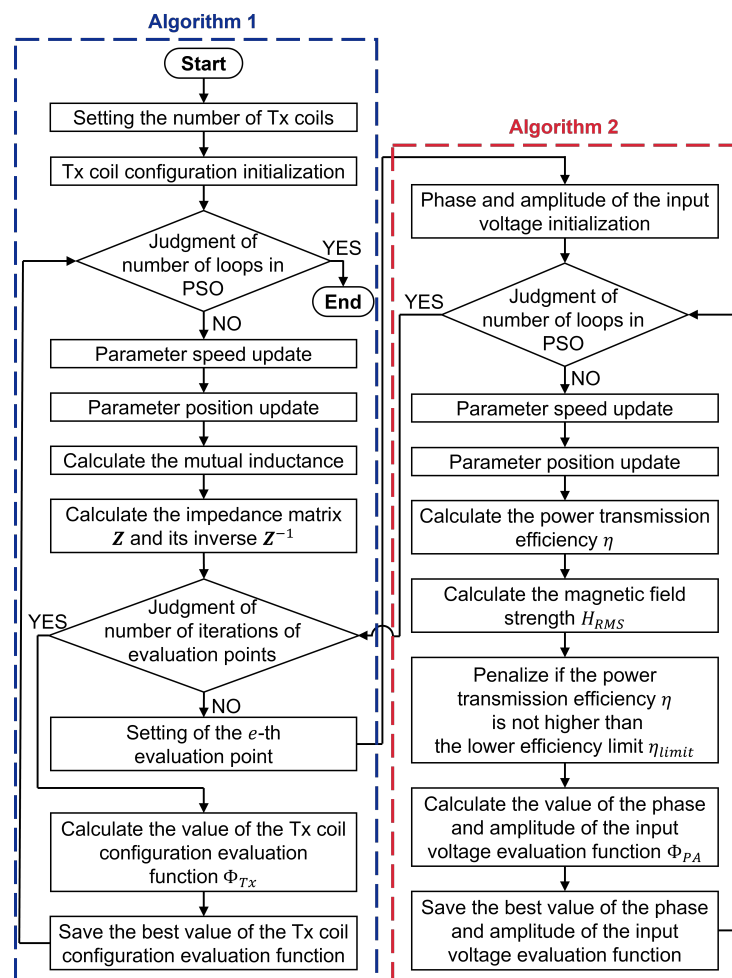 Algorithm 1
Start
Setting the number of Tx coils
Tx coil configuration initialization
Judgment of
number of loops in
PSO
YES
End
NO
Parameter speed update
Parameter position update
Calculate the mutual inductance
Calculate the impedance matrix
Z and its inverse Z⁻¹
YES
Judgment of
number of iterations of
evaluation points
NO
Setting of the e-th
evaluation point
Calculate the value of the Tx coil
configuration evaluation
function Φ_{Tx}
Save the best value of the Tx coil
configuration evaluation function
Algorithm 2
Phase and amplitude of the input
voltage initialization
YES
Judgment of
number of loops in
PSO
NO
Parameter speed update
Parameter position update
Calculate the power transmission
efficiency η
Calculate the magnetic field
strength H_{RMS}
Penalize if the power
transmission efficiency η
is not higher than
the lower efficiency limit η_{limit}
Calculate the value of the phase
and amplitude of the input
voltage evaluation function Φ_{PA}
Save the best value of the phase
and amplitude of the input
voltage evaluation function